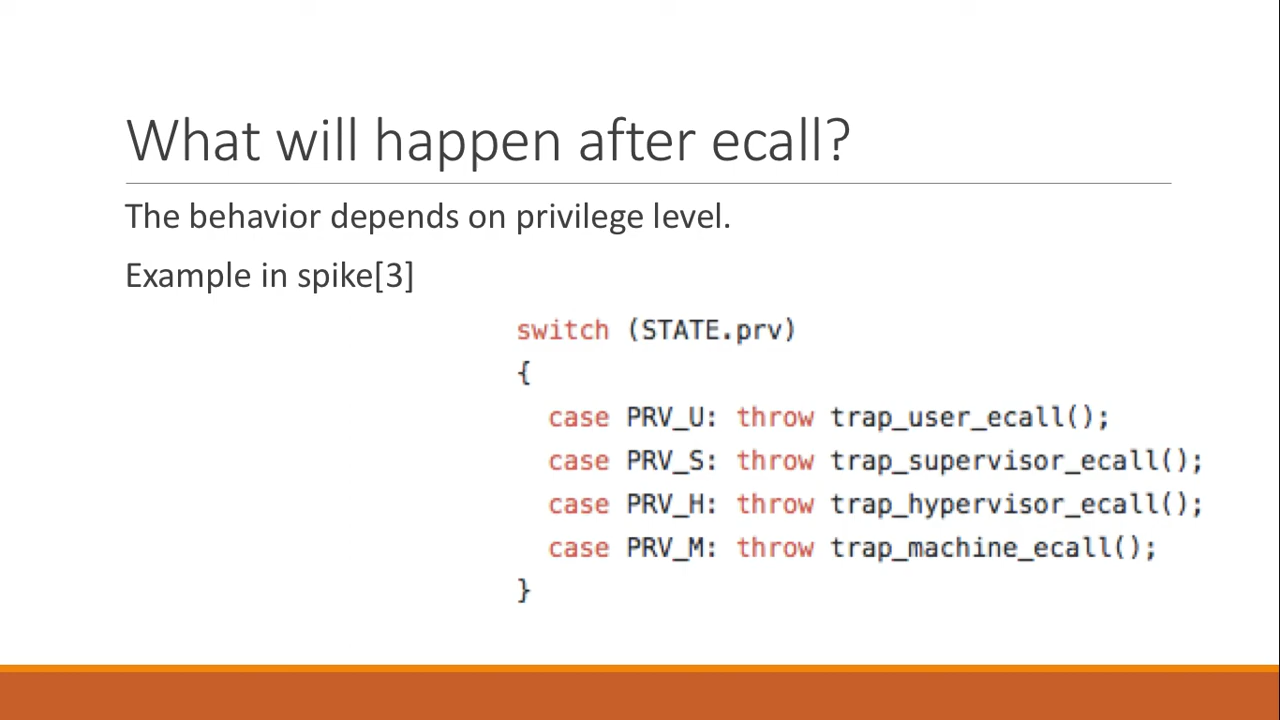 What will happen after ecall?
The behavior depends on privilege level.
Example in spike[3]
switch (STATE.prv)
{
case PRV_U: throw trap_user_ecall();
case PRV_S: throw trap_supervisor_ecall();
case PRV_H: throw trap_hypervisor_ecall();
case PRV_M: throw trap_machine_ecall();
}